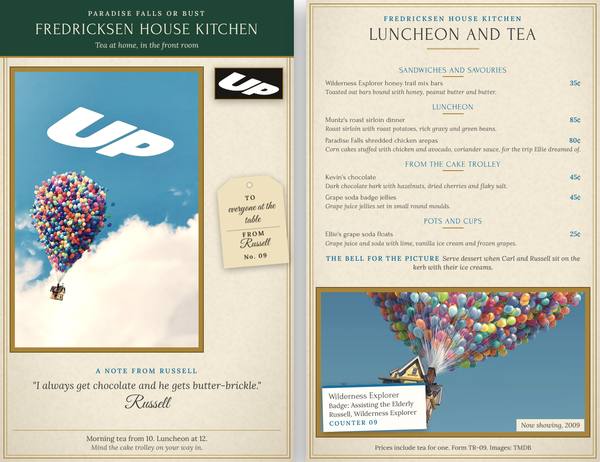 PARADISE FALLS OR BUST
FREDRICKSEN HOUSE KITCHEN
Tea at home, in the front room
UP
UP
TO
everyone at the
table
FROM
Russell
No. 09
A NOTE FROM RUSSELL
"I always get chocolate and he gets butter-brickle."
Russell
Morning tea from 10. Luncheon at 12.
Mind the cake trolley on your way in.
FREDRICKSEN HOUSE KITCHEN
LUNCHEON AND TEA
SANDWICHES AND SAVOURIES
Wilderness Explorer honey trail mix bars 35¢
Toasted oat bars bound with honey, peanut butter and butter.
LUNCHEON
Muntz's roast sirloin dinner 85¢
Roast sirloin with roast potatoes, rich gravy and green beans.
Paradise Falls shredded chicken arepas 80¢
Corn cakes stuffed with chicken and avocado, coriander sauce, for the trip Ellie dreamed of.
FROM THE CAKE TROLLEY
Kevin's chocolate 45¢
Dark chocolate bark with hazelnuts, dried cherries and flaky salt.
Grape soda badge jellies 45¢
Grape juice jellies set in small round moulds.
POTS AND CUPS
Ellie's grape soda floats 25¢
Grape juice and soda with lime, vanilla ice cream and frozen grapes.
THE BELL FOR THE PICTURE Serve dessert when Carl and Russell sit on the
kerb with their ice creams.
Wilderness Explorer
Badge: Assisting the Elderly
Russell, Wilderness Explorer
COUNTER 09
Now showing, 2009
Prices include tea for one. Form TR-09. Images: TMDB